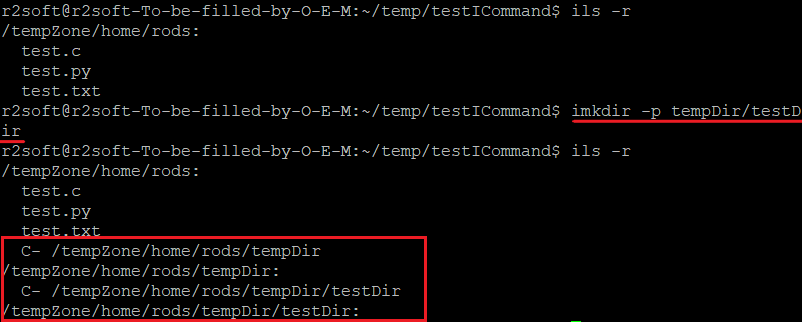 r2soft@r2soft-To-be-filled-by-O-E-M:~/temp/testICommand$ ils -r
/tempZone/home/rods:
  test.c
  test.py
  test.txt
r2soft@r2soft-To-be-filled-by-O-E-M:~/temp/testICommand$ imkdir -p tempDir/testD
ir
r2soft@r2soft-To-be-filled-by-O-E-M:~/temp/testICommand$ ils -r
/tempZone/home/rods:
  test.c
  test.py
  test.txt
  C- /tempZone/home/rods/tempDir
/tempZone/home/rods/tempDir:
  C- /tempZone/home/rods/tempDir/testDir
/tempZone/home/rods/tempDir/testDir: